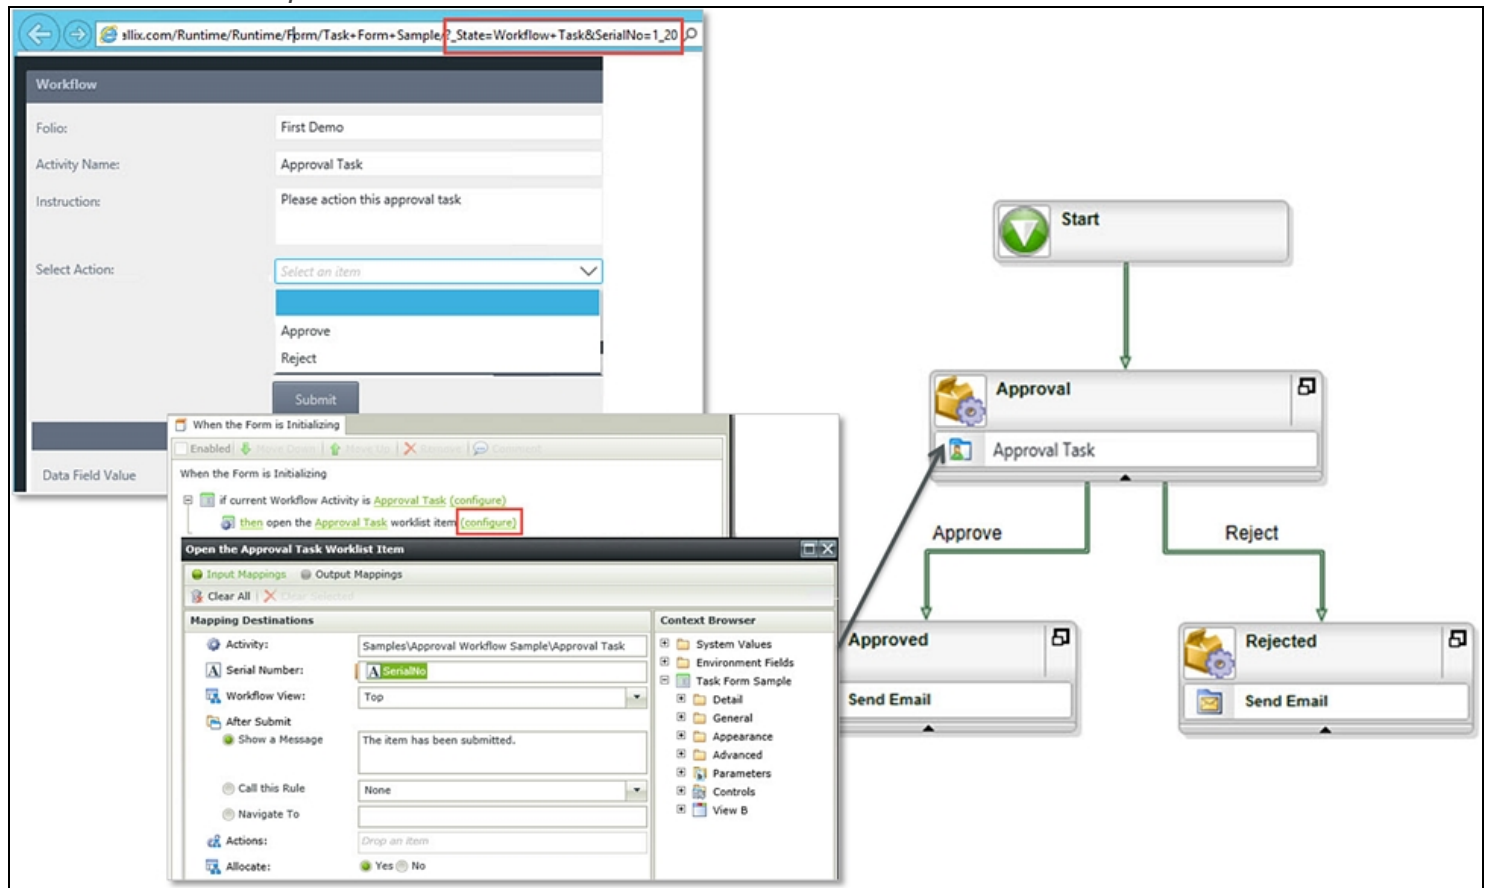 allix.com/Runtime/Runtime/Form/Task+Form+Sample/?_State=Workflow+Task&SerialNo=1_20
Workflow
Folio: First Demo
Activity Name: Approval Task
Instruction: Please action this approval task
Select Action: Select an item
Approve
Reject
Submit
Data Field Value
When the Form is Initializing
Enabled Move Down Move Up Remove Comment
When the Form is Initializing
if current Workflow Activity is Approval Task (configure)
then open the Approval Task worklist item (configure)
Open the Approval Task Worklist Item
Input Mappings Output Mappings
Clear All Clear Selected
Mapping Destinations
Activity: Samples\Approval Workflow Sample\Approval Task
Serial Number: SerialNo
Workflow View: Top
After Submit
Show a Message The item has been submitted.
Call this Rule None
Navigate To
Actions: Drop an item
Allocate: Yes No
Context Browser
System Values
Environment Fields
Task Form Sample
Detail
General
Appearance
Advanced
Parameters
Controls
View B
Start
Approval
Approval Task
Approve
Reject
Approved
Send Email
Rejected
Send Email